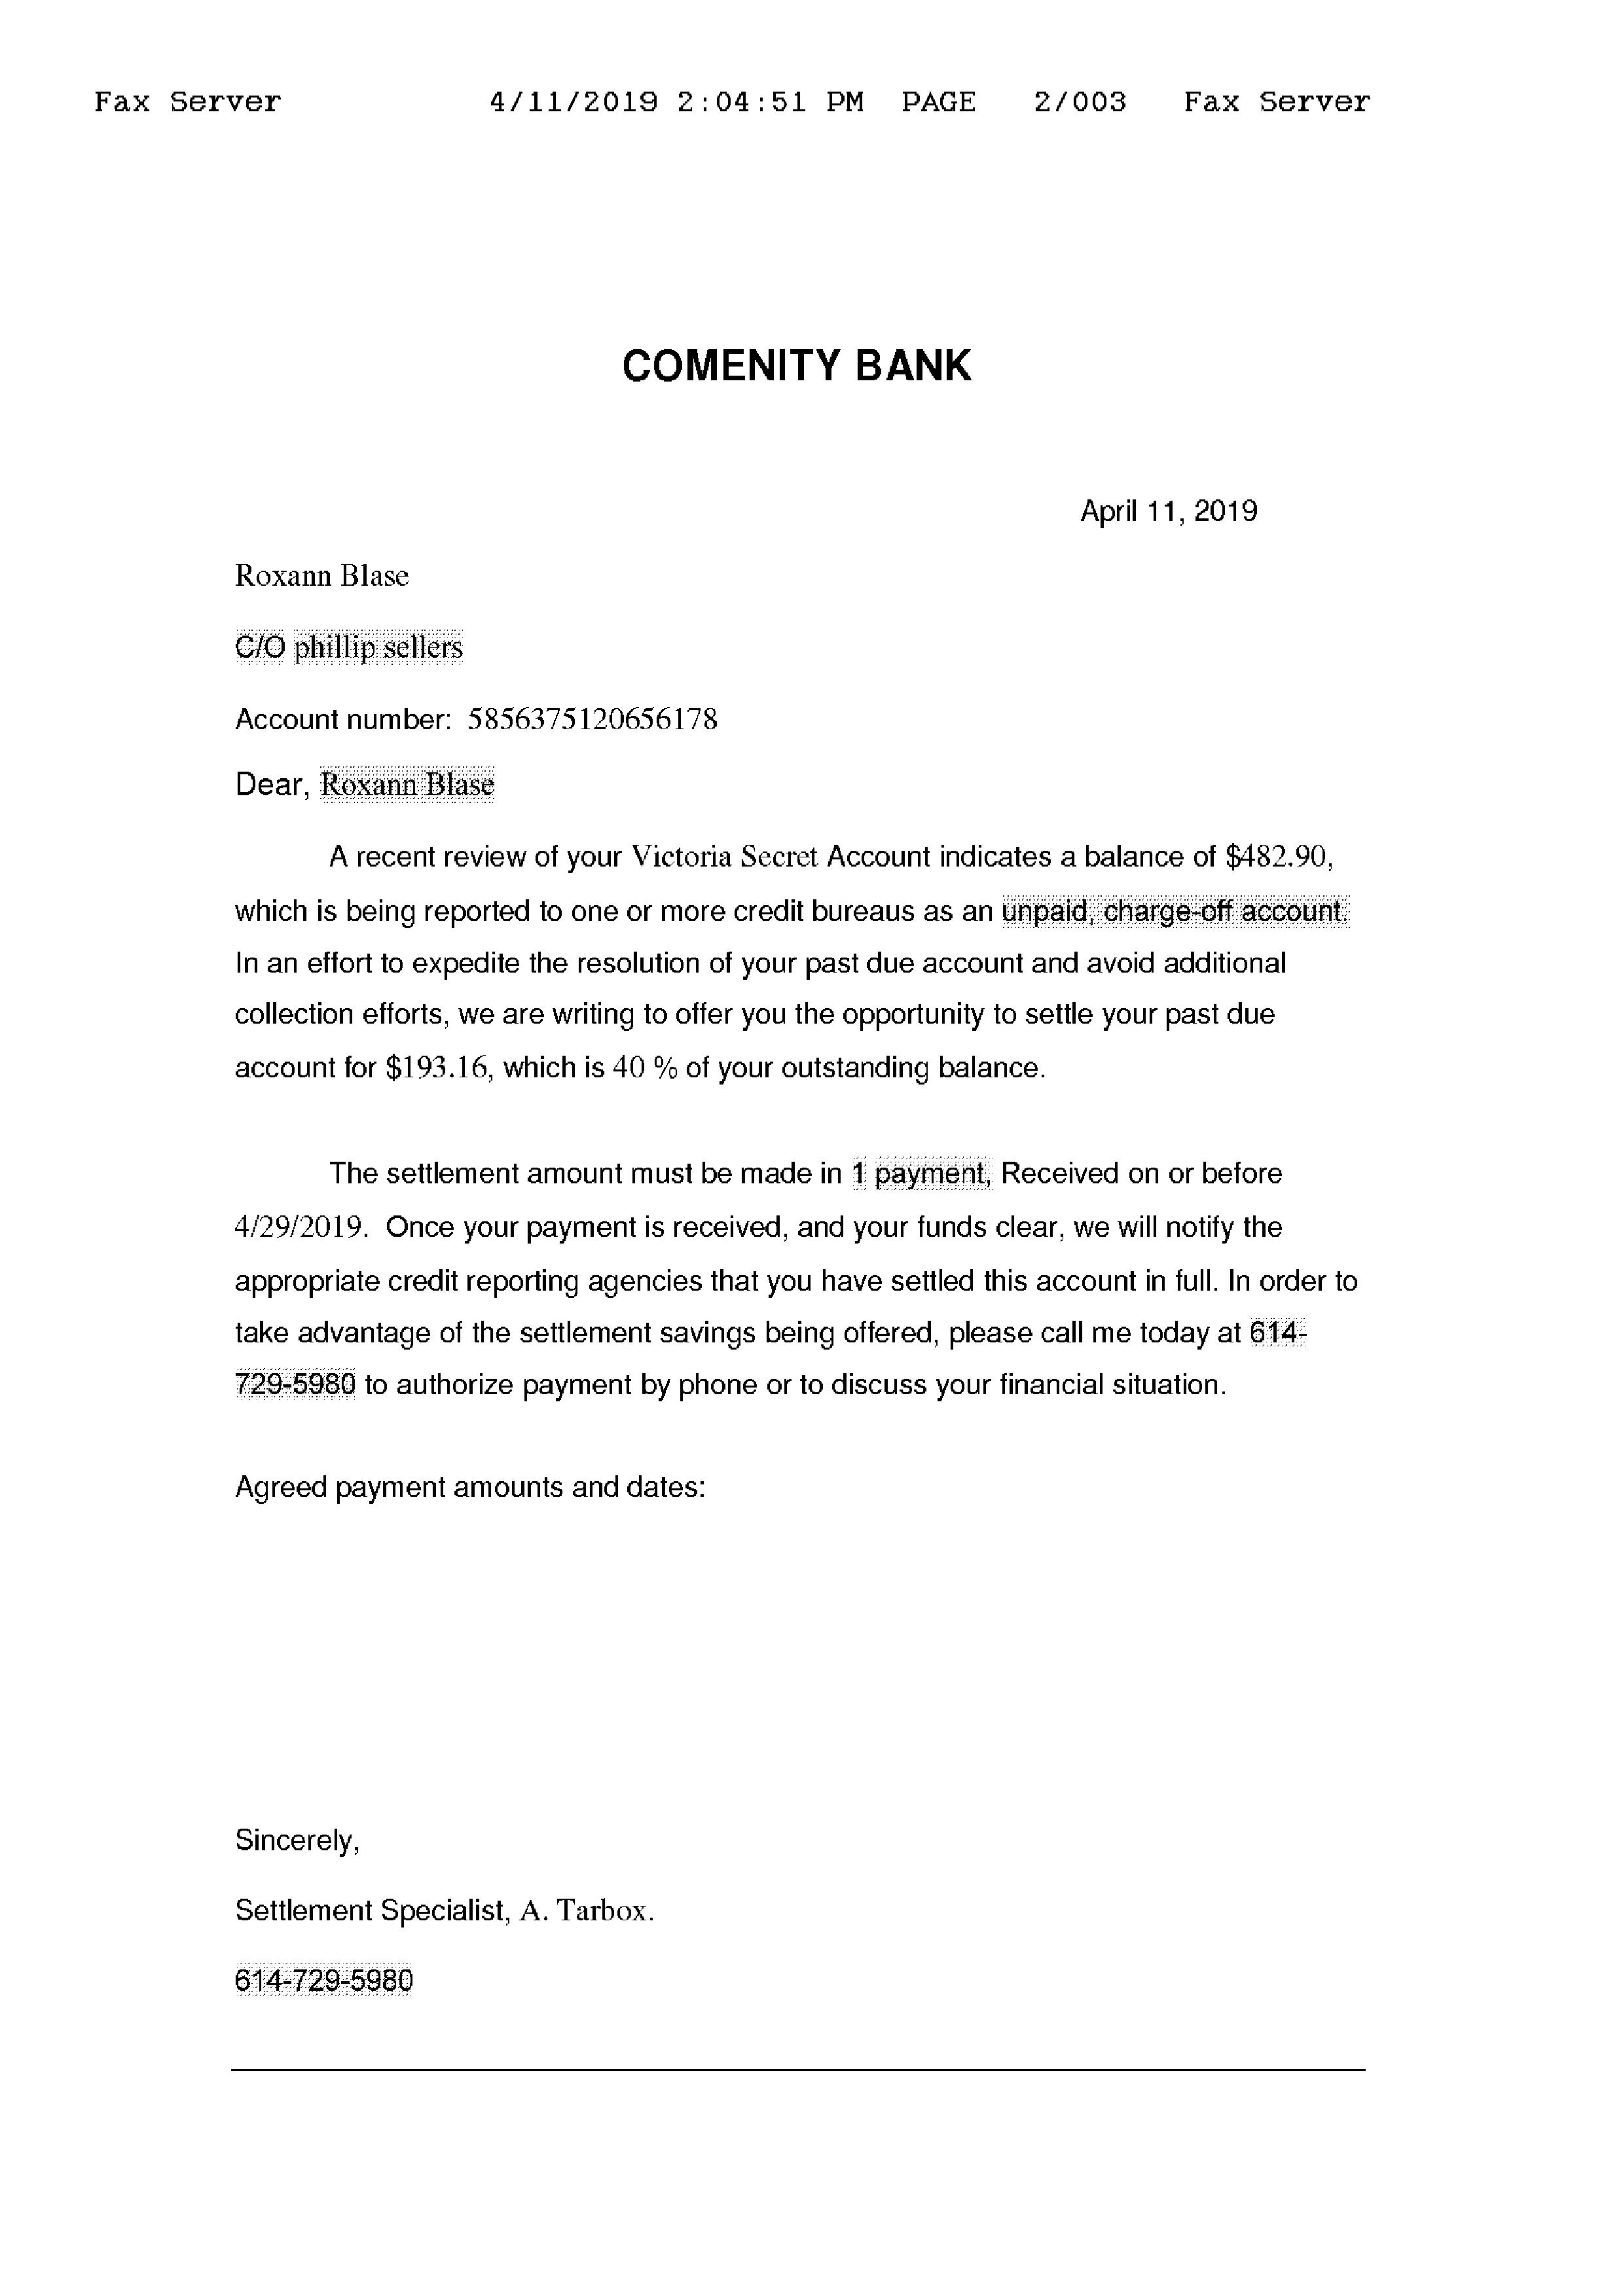 Fax Server 4/11/2019 2:04:51 PM PAGE 2/003 Fax Server
COMENITY BANK
April 11, 2019
Roxann Blase
C/O phillip sellers
Account number: 5856375120656178
Dear, Roxann Blase
A recent review of your Victoria Secret Account indicates a balance of $482.90,
which is being reported to one or more credit bureaus as an unpaid, charge-off account.
In an effort to expedite the resolution of your past due account and avoid additional
collection efforts, we are writing to offer you the opportunity to settle your past due
account for $193.16, which is 40 % of your outstanding balance.
The settlement amount must be made in 1 payment, Received on or before
4/29/2019. Once your payment is received, and your funds clear, we will notify the
appropriate credit reporting agencies that you have settled this account in full. In order to
take advantage of the settlement savings being offered, please call me today at 614-
729-5980 to authorize payment by phone or to discuss your financial situation.
Agreed payment amounts and dates:
Sincerely,
Settlement Specialist, A. Tarbox.
614-729-5980